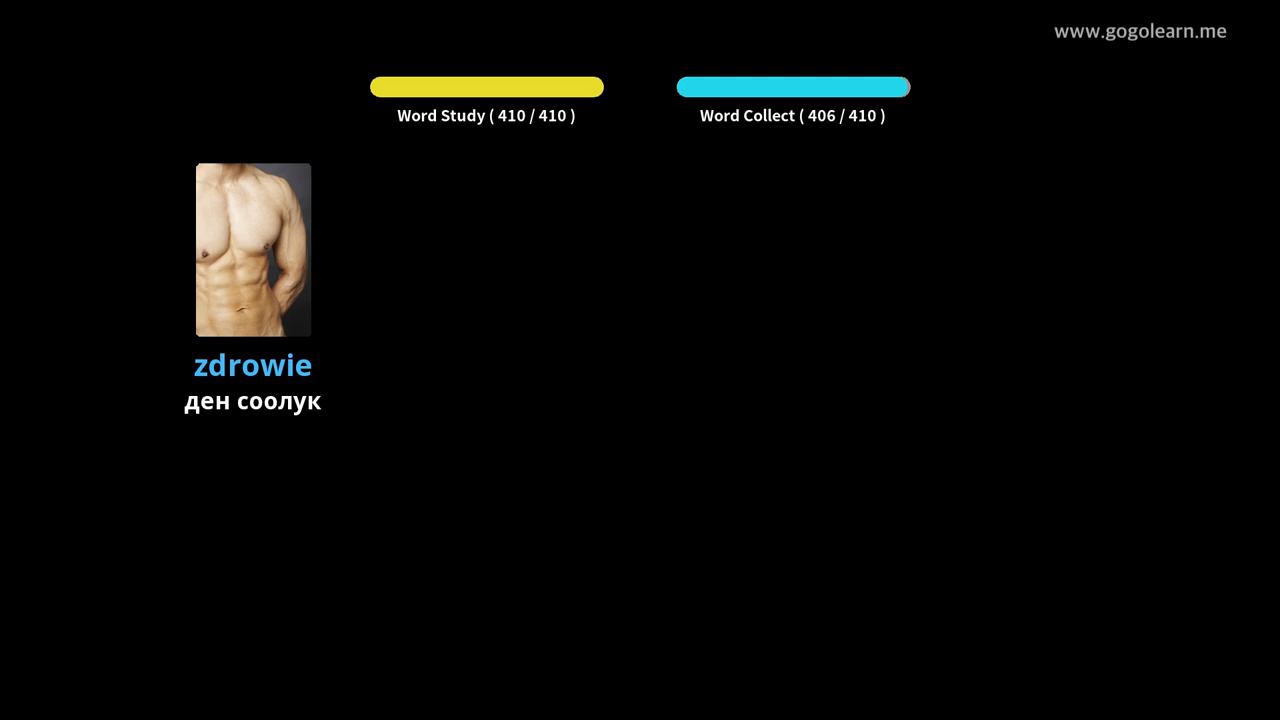 www.gogolearn.me
Word Study ( 410 / 410 )
Word Collect ( 406 / 410 )
zdrowie
ден соолук